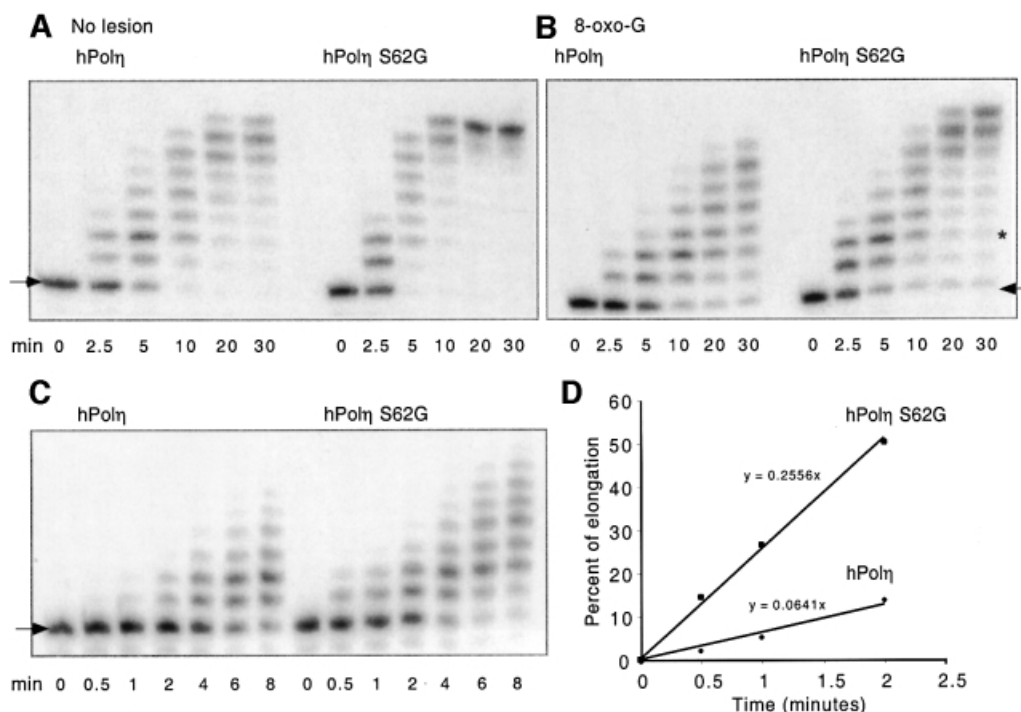 A No lesion
hPolη hPolη S62G
min 0 2.5 5 10 20 30 0 2.5 5 10 20 30
B 8-oxo-G
hPolη hPolη S62G
*
min 0 2.5 5 10 20 30 0 2.5 5 10 20 30
C
hPolη hPolη S62G
min 0 0.5 1 2 4 6 8 0 0.5 1 2 4 6 8
D
Percent of elongation
60
50
40
30
20
10
0
hPolη S62G
y = 0.2556x
hPolη
y = 0.0641x
0 0.5 1 1.5 2 2.5
Time (minutes)